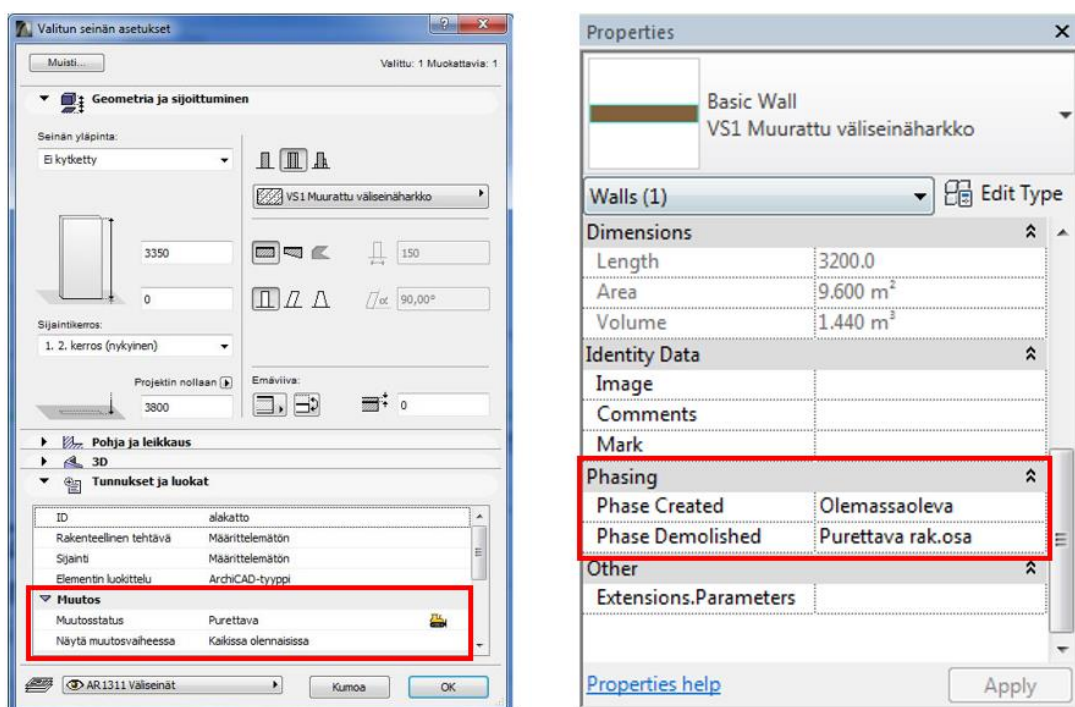 Valitun seinän asetukset
Muisti...
Valittu: 1 Muokattavia: 1
Geometria ja sijoittuminen
Seinän yläpinta:
Ei kytketty
VS1 Muurattu väliseinäharkko
3350
150
0
α 90,00°
Sijaintikerros:
1. 2. kerros (nykyinen)
Projektin nollaan
Emäviiva:
3800
0
Pohja ja leikkaus
3D
Tunnukset ja luokat
ID alakatto
Rakenteellinen tehtävä Määrittelemätön
Sijainti Määrittelemätön
Elementin luokittelu ArchiCAD-tyyppi
Muutos
Muutosstatus Purettava
Näytä muutosvaiheessa Kaikissa olennaisissa
AR1311 Väliseinät
Kumoa
OK
Properties
Basic Wall
VS1 Muurattu väliseinäharkko
Walls (1)
Edit Type
Dimensions
Length 3200.0
Area 9.600 m²
Volume 1.440 m³
Identity Data
Image
Comments
Mark
Phasing
Phase Created Olemassaoleva
Phase Demolished Purettava rak.osa
Other
Extensions.Parameters
Properties help
Apply